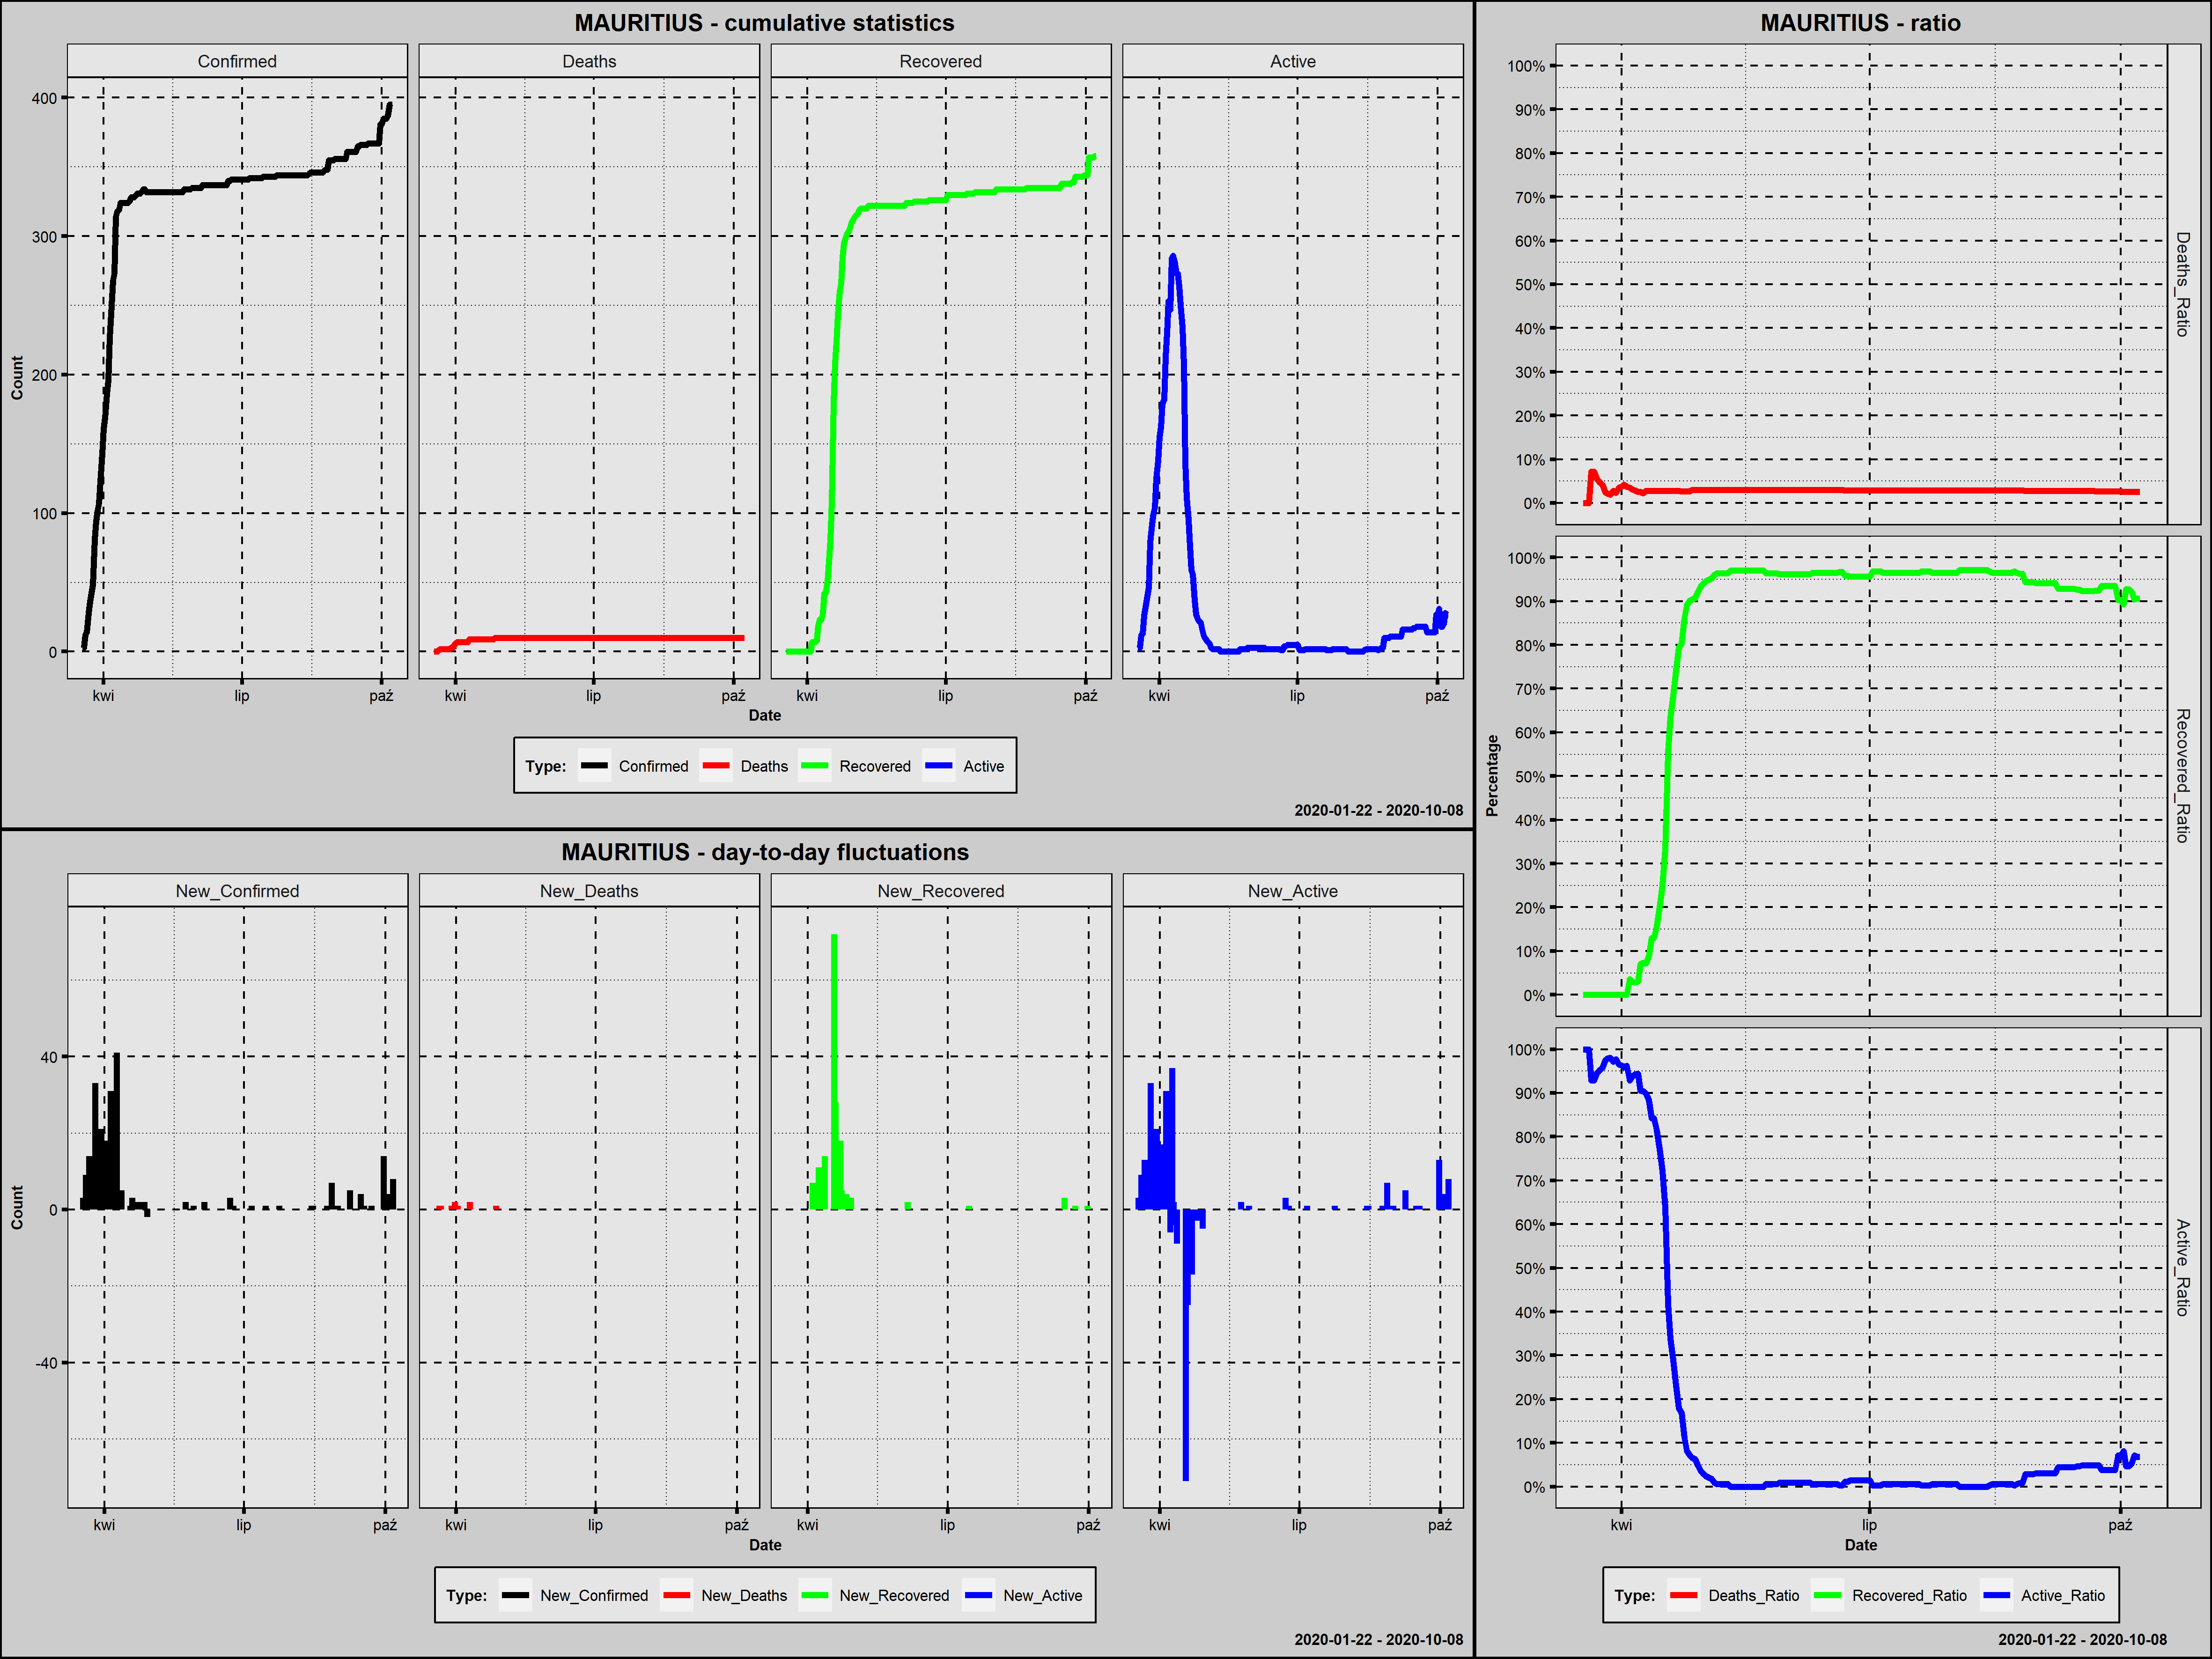 MAURITIUS - cumulative statistics
Confirmed Deaths Recovered Active
400
300
200
100
0
Count
kwi lip paź kwi lip paź kwi lip paź kwi lip paź
Date
Type: Confirmed Deaths Recovered Active
2020-01-22 - 2020-10-08
MAURITIUS - day-to-day fluctuations
New_Confirmed New_Deaths New_Recovered New_Active
40
0
-40
Count
kwi lip paź kwi lip paź kwi lip paź kwi lip paź
Date
Type: New_Confirmed New_Deaths New_Recovered New_Active
2020-01-22 - 2020-10-08
MAURITIUS - ratio
100%
90%
80%
70%
60%
50%
40%
30%
20%
10%
0%
Deaths_Ratio
100%
90%
80%
70%
60%
50%
40%
30%
20%
10%
0%
Recovered_Ratio
Percentage
100%
90%
80%
70%
60%
50%
40%
30%
20%
10%
0%
Active_Ratio
kwi lip paź
Date
Type: Deaths_Ratio Recovered_Ratio Active_Ratio
2020-01-22 - 2020-10-08